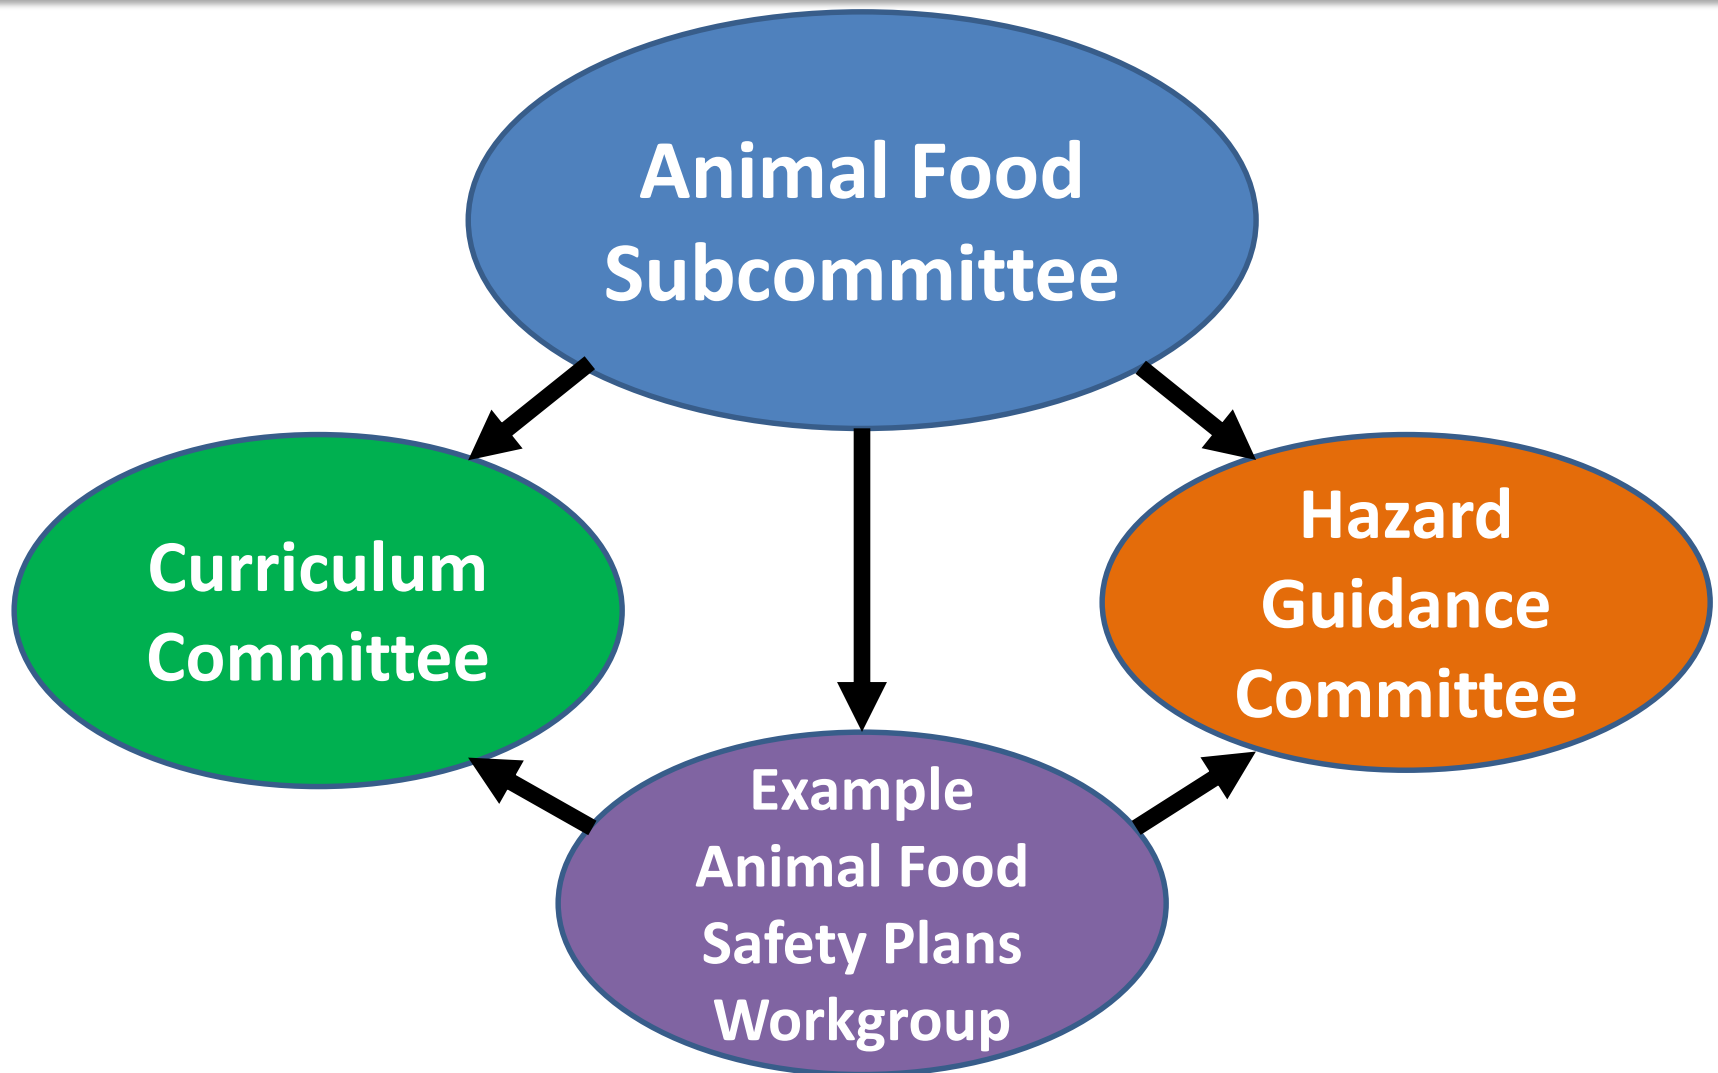 Animal Food
Subcommittee
Curriculum
Committee
Hazard
Guidance
Committee
Example
Animal Food
Safety Plans
Workgroup